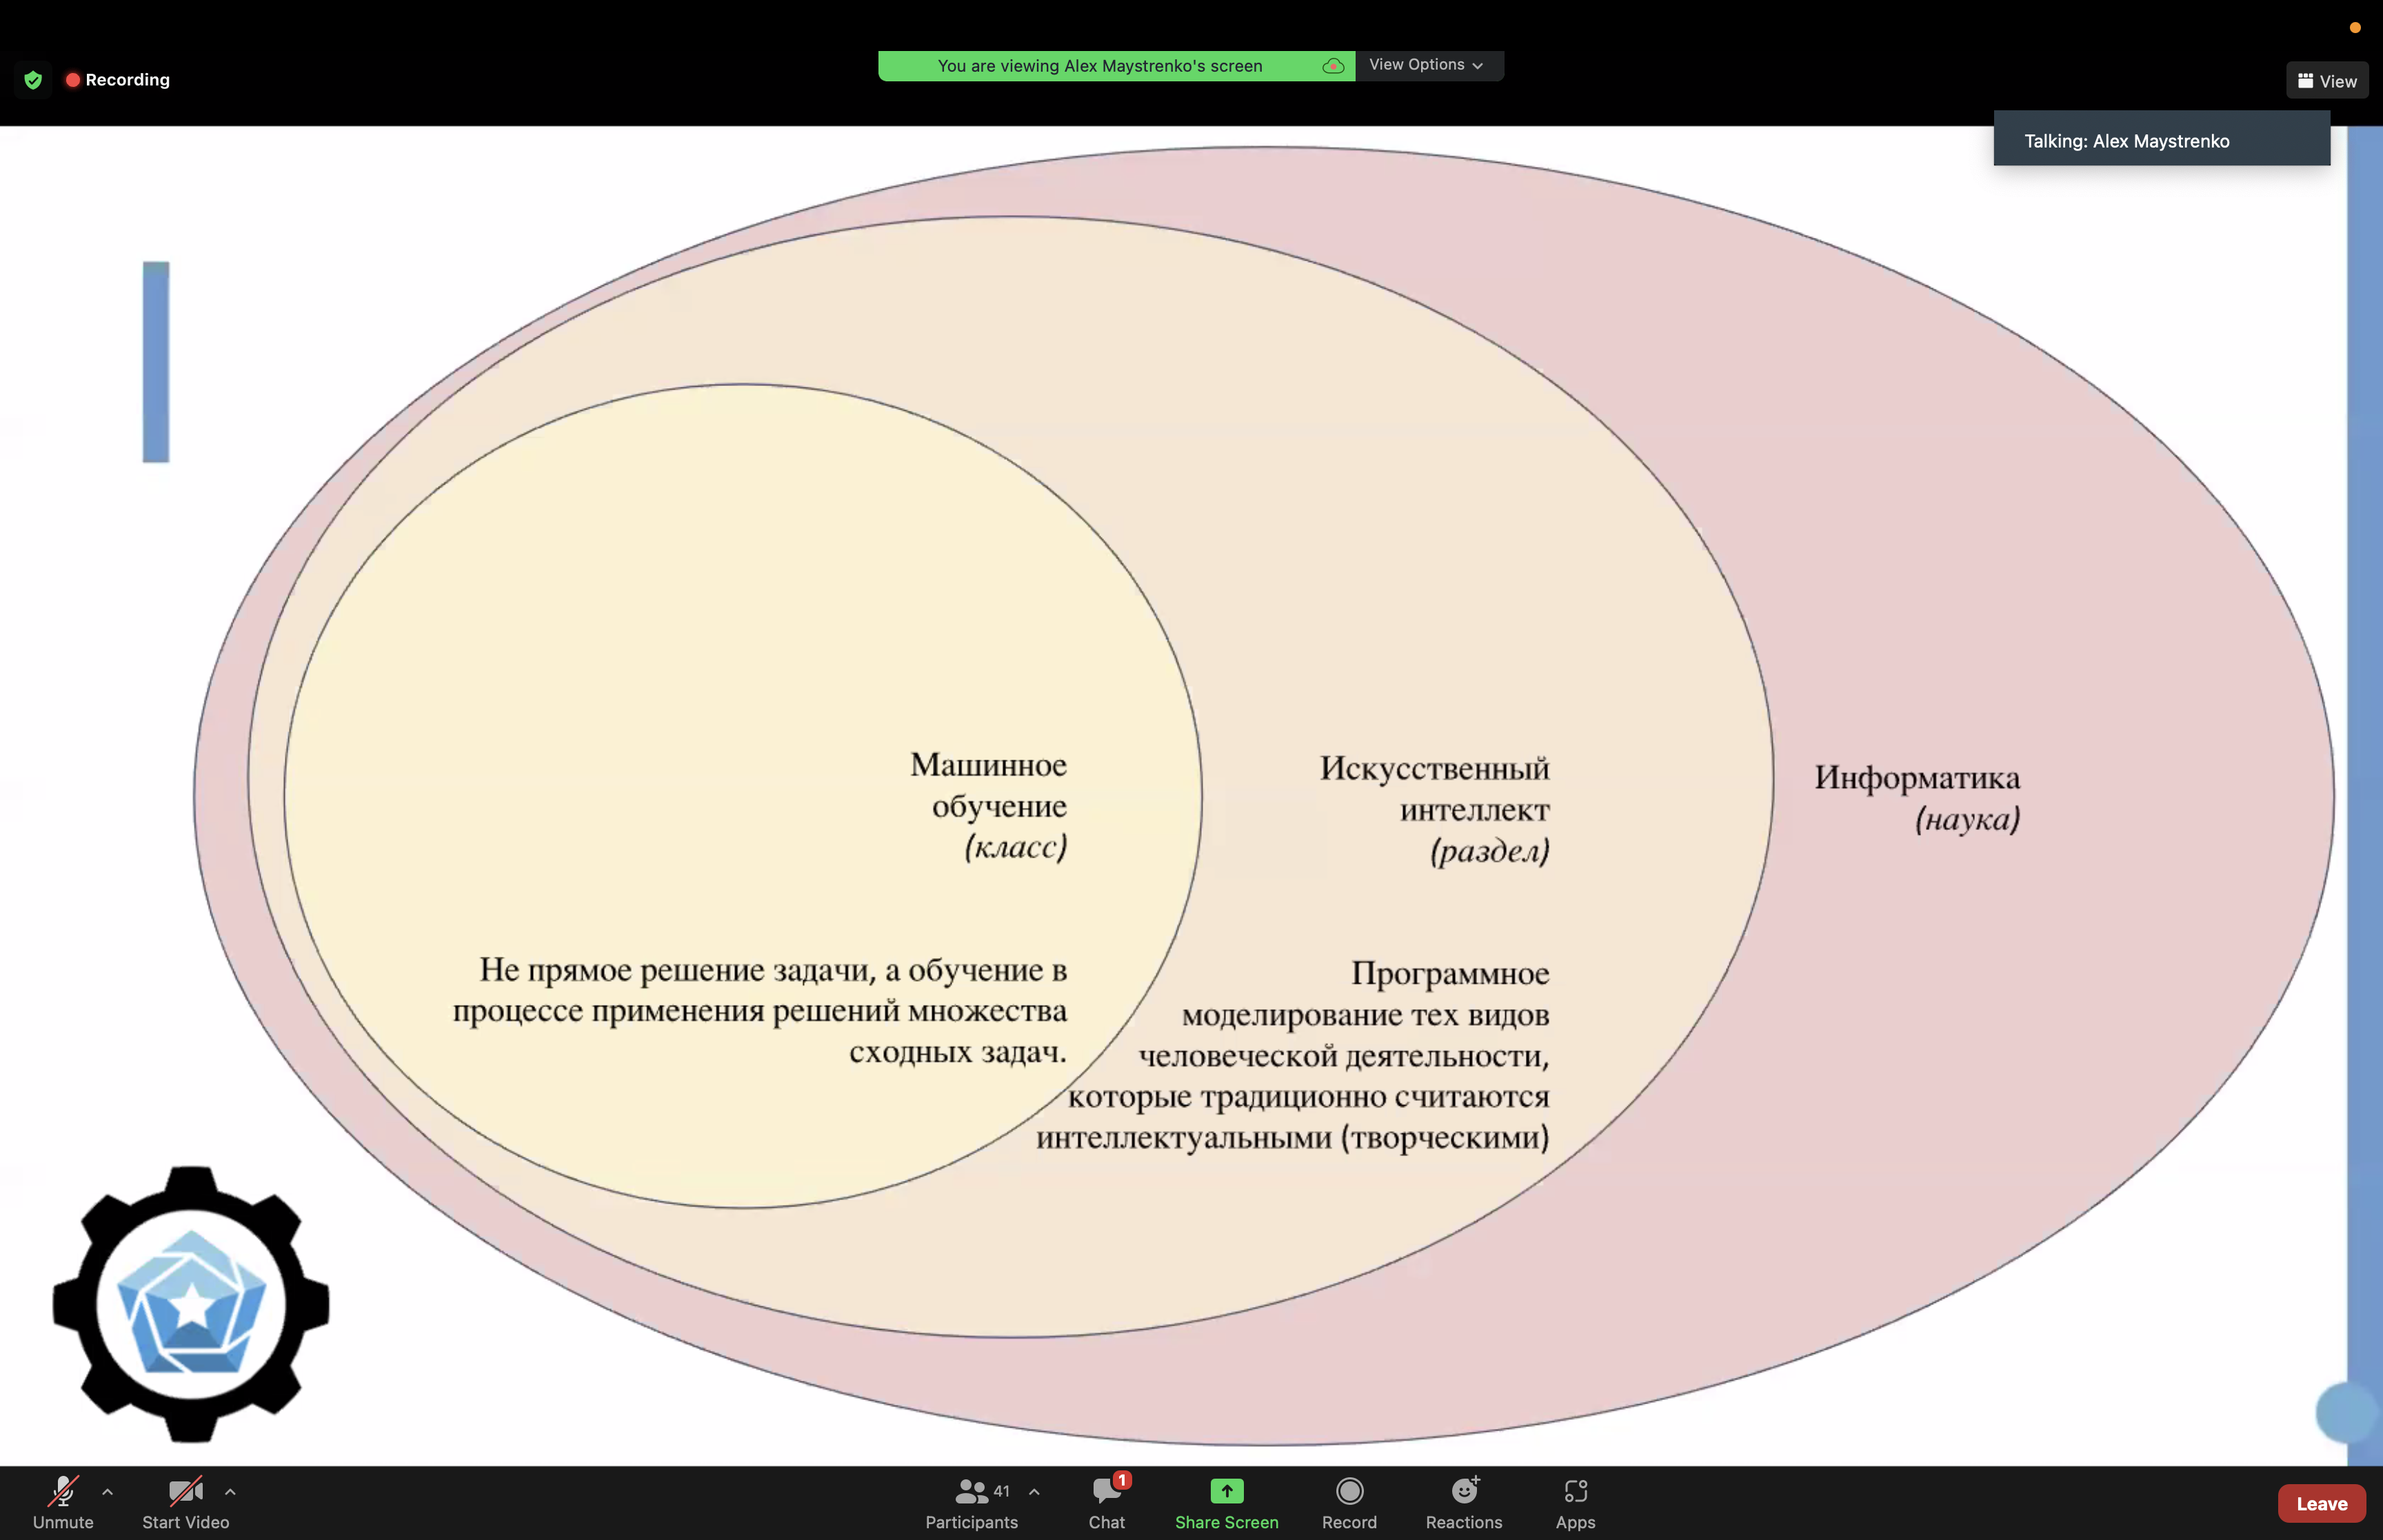 Recording
You are viewing Alex Maystrenko's screen
View Options
View
Talking: Alex Maystrenko
Машинное
обучение
(класс)
Не прямое решение задачи, а обучение в
процессе применения решений множества
сходных задач.
Искусственный
интеллект
(раздел)
Программное
моделирование тех видов
человеческой деятельности,
которые традиционно считаются
интеллектуальными (творческими)
Информатика
(наука)
Unmute
Start Video
41
Participants
1
Chat
Share Screen
Record
Reactions
Apps
Leave